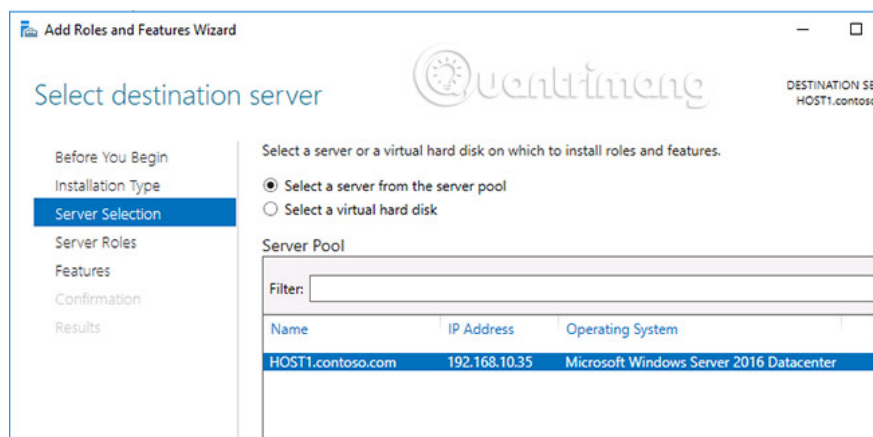 Add Roles and Features Wizard
Select destination server
Quantrimang
DESTINATION SE
HOST1.contoso
Before You Begin
Installation Type
Server Selection
Server Roles
Features
Confirmation
Results
Select a server or a virtual hard disk on which to install roles and features.
Select a server from the server pool
Select a virtual hard disk
Server Pool
Filter:
Name IP Address Operating System
HOST1.contoso.com 192.168.10.35 Microsoft Windows Server 2016 Datacenter